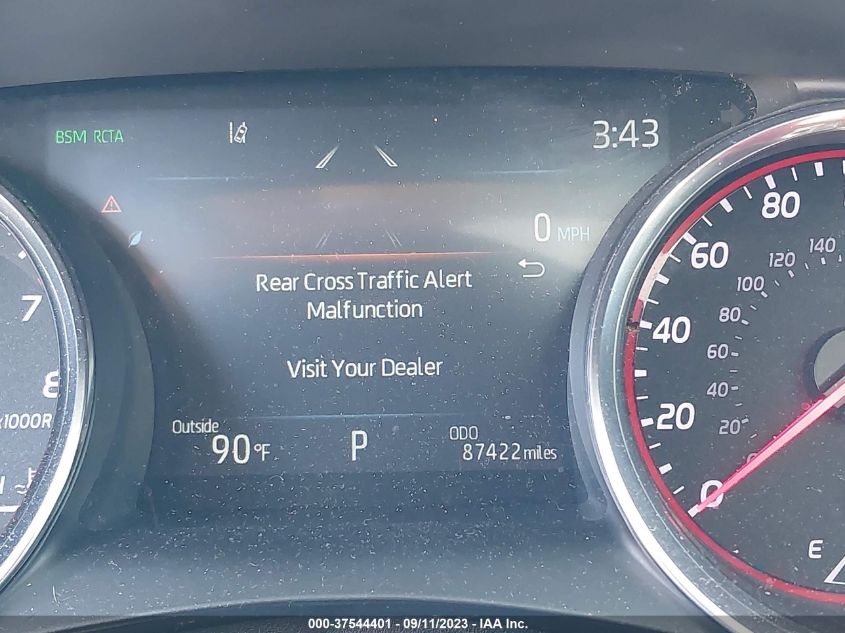 BSM RCTA
3:43
0 MPH
Rear Cross Traffic Alert
Malfunction
Visit Your Dealer
Outside
90°F
P
ODO
87422 miles
7
8
x1000R
80
60
40
20
0
140
120
100
80
60
40
20
E
000-37544401 - 09/11/2023 - IAA Inc.